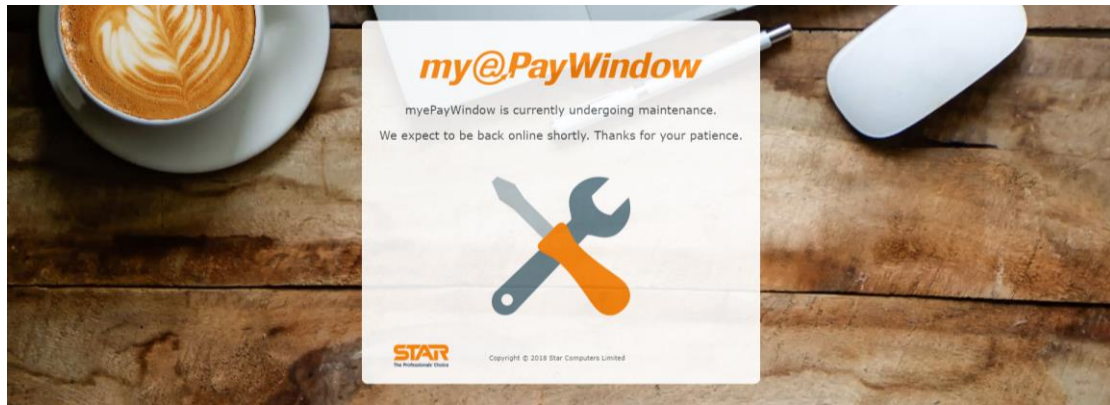 my@PayWindow
myePayWindow is currently undergoing maintenance.
We expect to be back online shortly. Thanks for your patience.
STAR
The Professionals' Choice
Copyright © 2018 Star Computers Limited